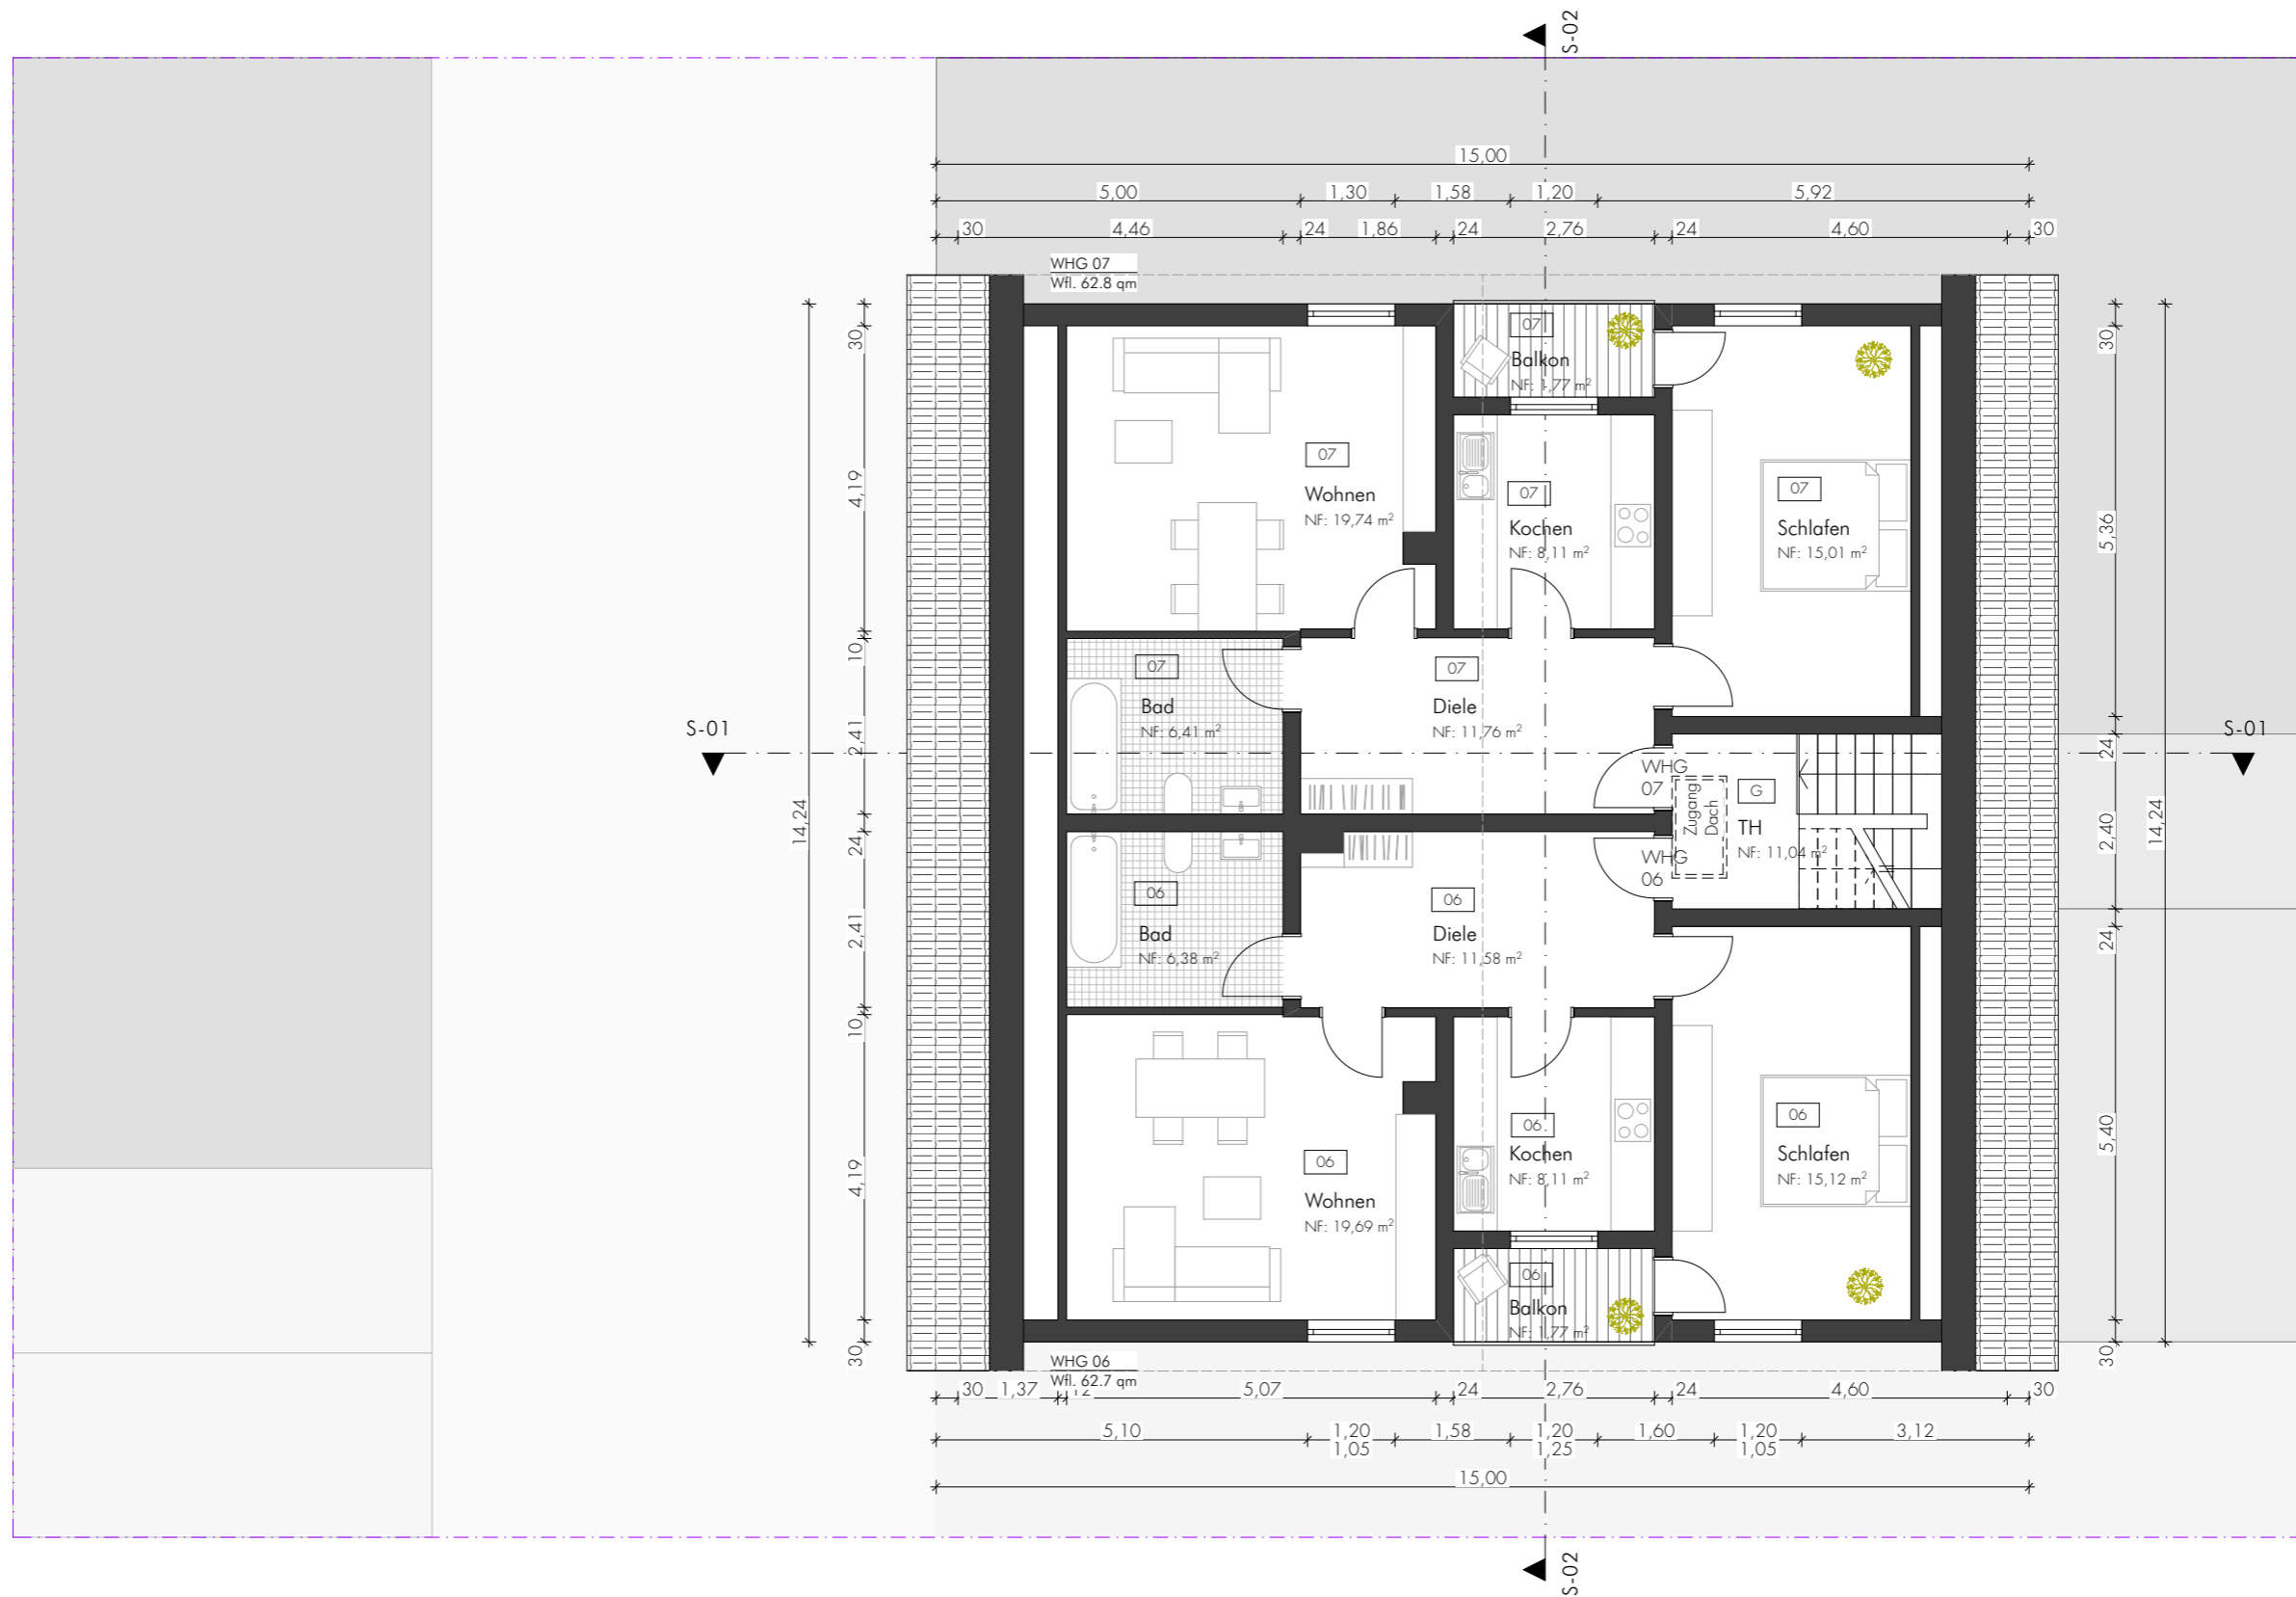 S-02
15,00
5,00 1,30 1,58 1,20 5,92
30 4,46 24 1,86 24 2,76 24 4,60 30
WHG 07
Wfl. 62.8 qm
30
4,19
10
2,41
24
2,41
10
4,19
30
14,24
07
Balkon
NF: 1,77 m²
07
Wohnen
NF: 19,74 m²
07
Kochen
NF: 8,11 m²
07
Schlafen
NF: 15,01 m²
07
Bad
NF: 6,41 m²
07
Diele
NF: 11,76 m²
S-01
S-01
WHG
07
Zugang
Dach
G
TH
NF: 11,04 m²
WHG
06
06
Bad
NF: 6,38 m²
06
Diele
NF: 11,58 m²
06
Wohnen
NF: 19,69 m²
06
Kochen
NF: 8,11 m²
06
Schlafen
NF: 15,12 m²
06
Balkon
NF: 1,77 m²
30
5,36
24
2,40
24
5,40
30
14,24
WHG 06
Wfl. 62.7 qm
30 1,37 12 5,07 24 2,76 24 4,60 30
5,10 1,20 1,58 1,20 1,60 1,20 3,12
1,05 1,25 1,05
15,00
S-02